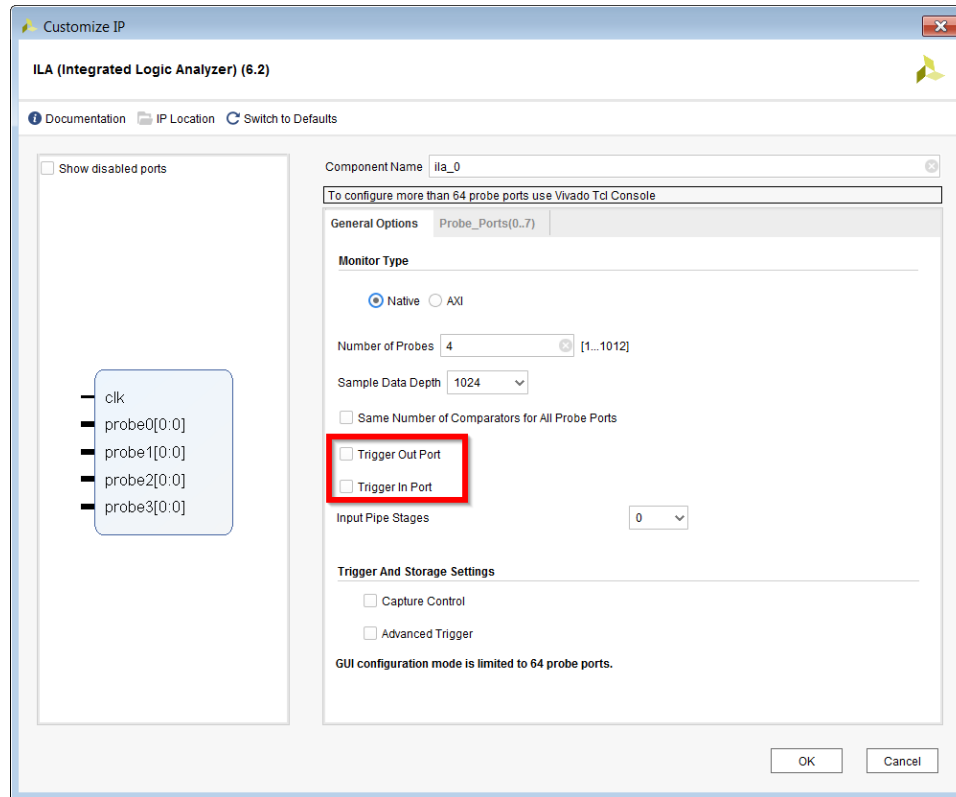 Customize IP
ILA (Integrated Logic Analyzer) (6.2)
Documentation IP Location Switch to Defaults
Show disabled ports
clk
probe0[0:0]
probe1[0:0]
probe2[0:0]
probe3[0:0]
Component Name ila_0
To configure more than 64 probe ports use Vivado Tcl Console
General Options Probe_Ports(0..7)
Monitor Type
Native AXI
Number of Probes 4 [1...1012]
Sample Data Depth 1024
Same Number of Comparators for All Probe Ports
Trigger Out Port
Trigger In Port
Input Pipe Stages 0
Trigger And Storage Settings
Capture Control
Advanced Trigger
GUI configuration mode is limited to 64 probe ports.
OK Cancel